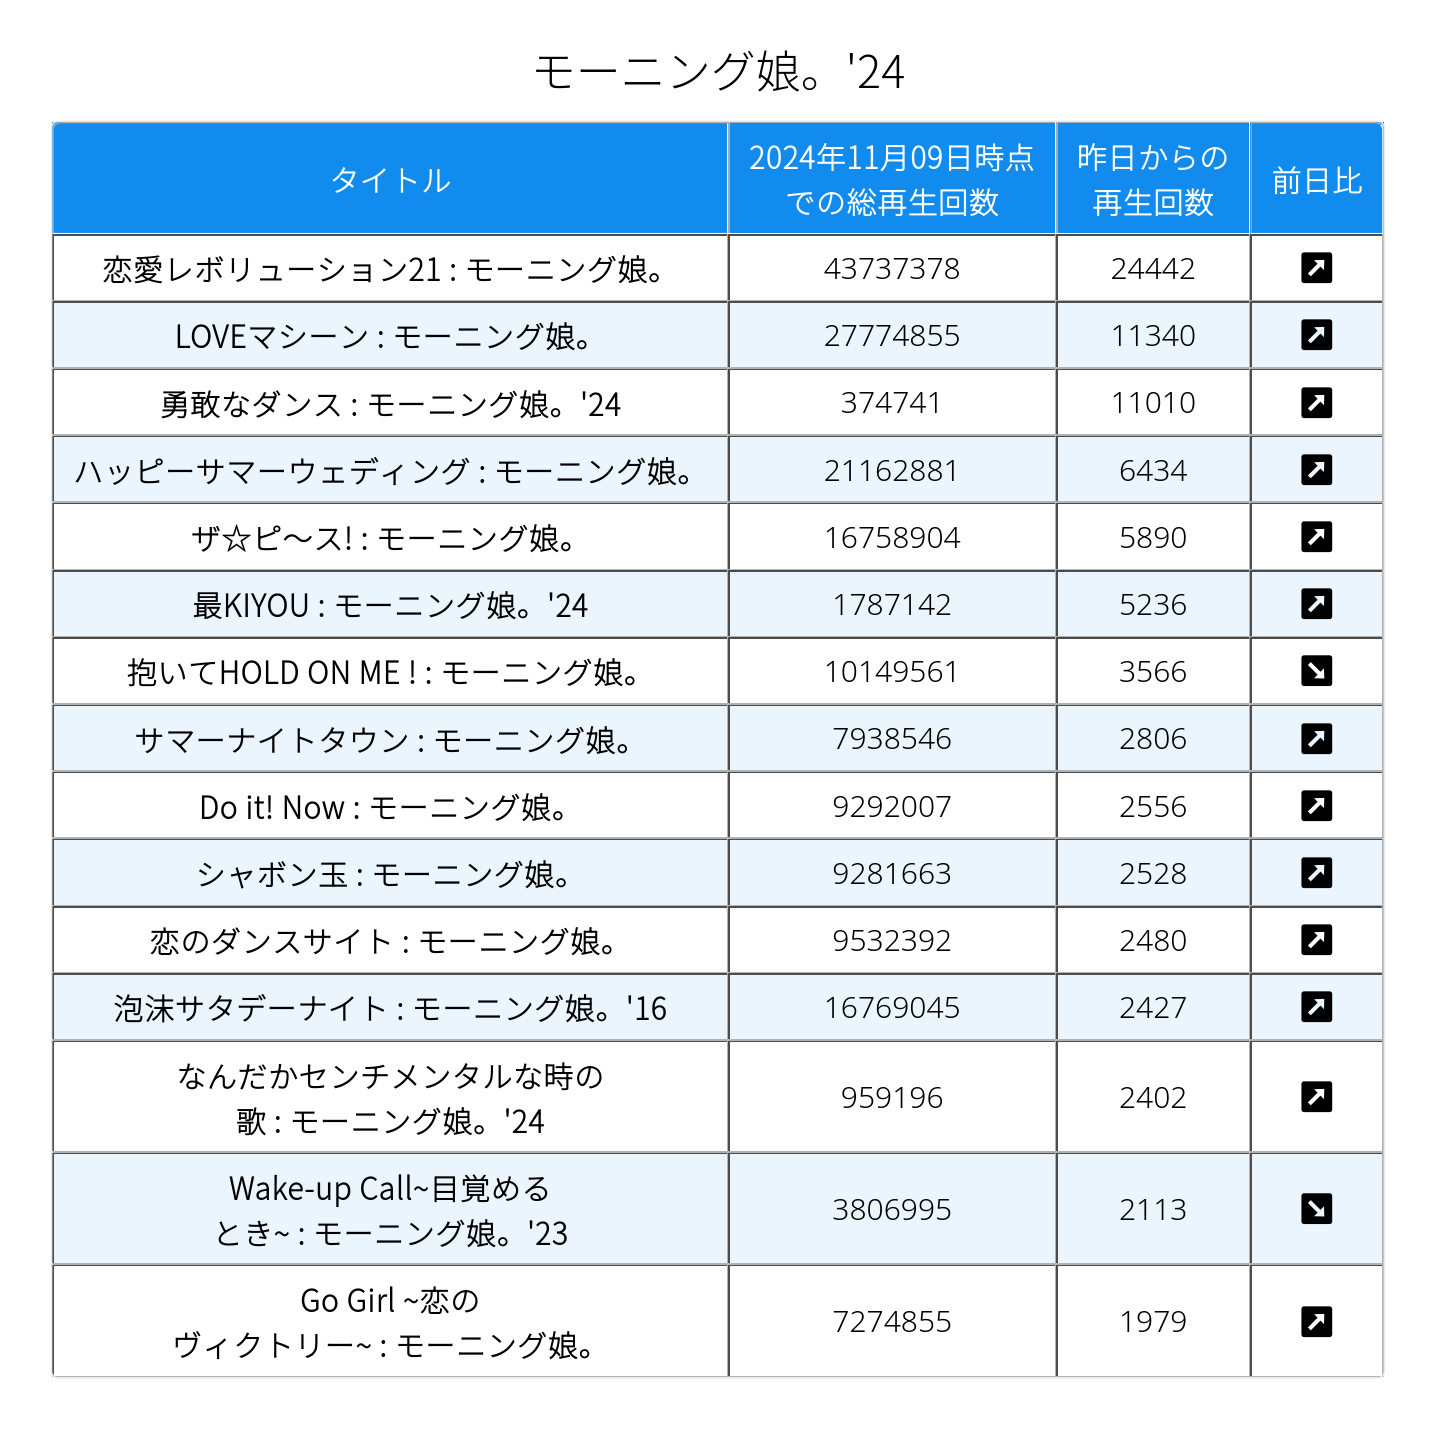 モーニング娘。'24
タイトル
2024年11月09日時点
での総再生回数
昨日からの
再生回数
前日比
恋愛レボリューション21 : モーニング娘。 43737378 24442
LOVEマシーン : モーニング娘。 27774855 11340
勇敢なダンス : モーニング娘。'24 374741 11010
ハッピーサマーウェディング : モーニング娘。 21162881 6434
ザ☆ピ〜ス! : モーニング娘。 16758904 5890
最KIYOU : モーニング娘。'24 1787142 5236
抱いてHOLD ON ME ! : モーニング娘。 10149561 3566
サマーナイトタウン : モーニング娘。 7938546 2806
Do it! Now : モーニング娘。 9292007 2556
シャボン玉 : モーニング娘。 9281663 2528
恋のダンスサイト : モーニング娘。 9532392 2480
泡沫サタデーナイト : モーニング娘。'16 16769045 2427
なんだかセンチメンタルな時の
歌 : モーニング娘。'24 959196 2402
Wake-up Call~目覚める
とき~ : モーニング娘。'23 3806995 2113
Go Girl ~恋の
ヴィクトリー~ : モーニング娘。 7274855 1979